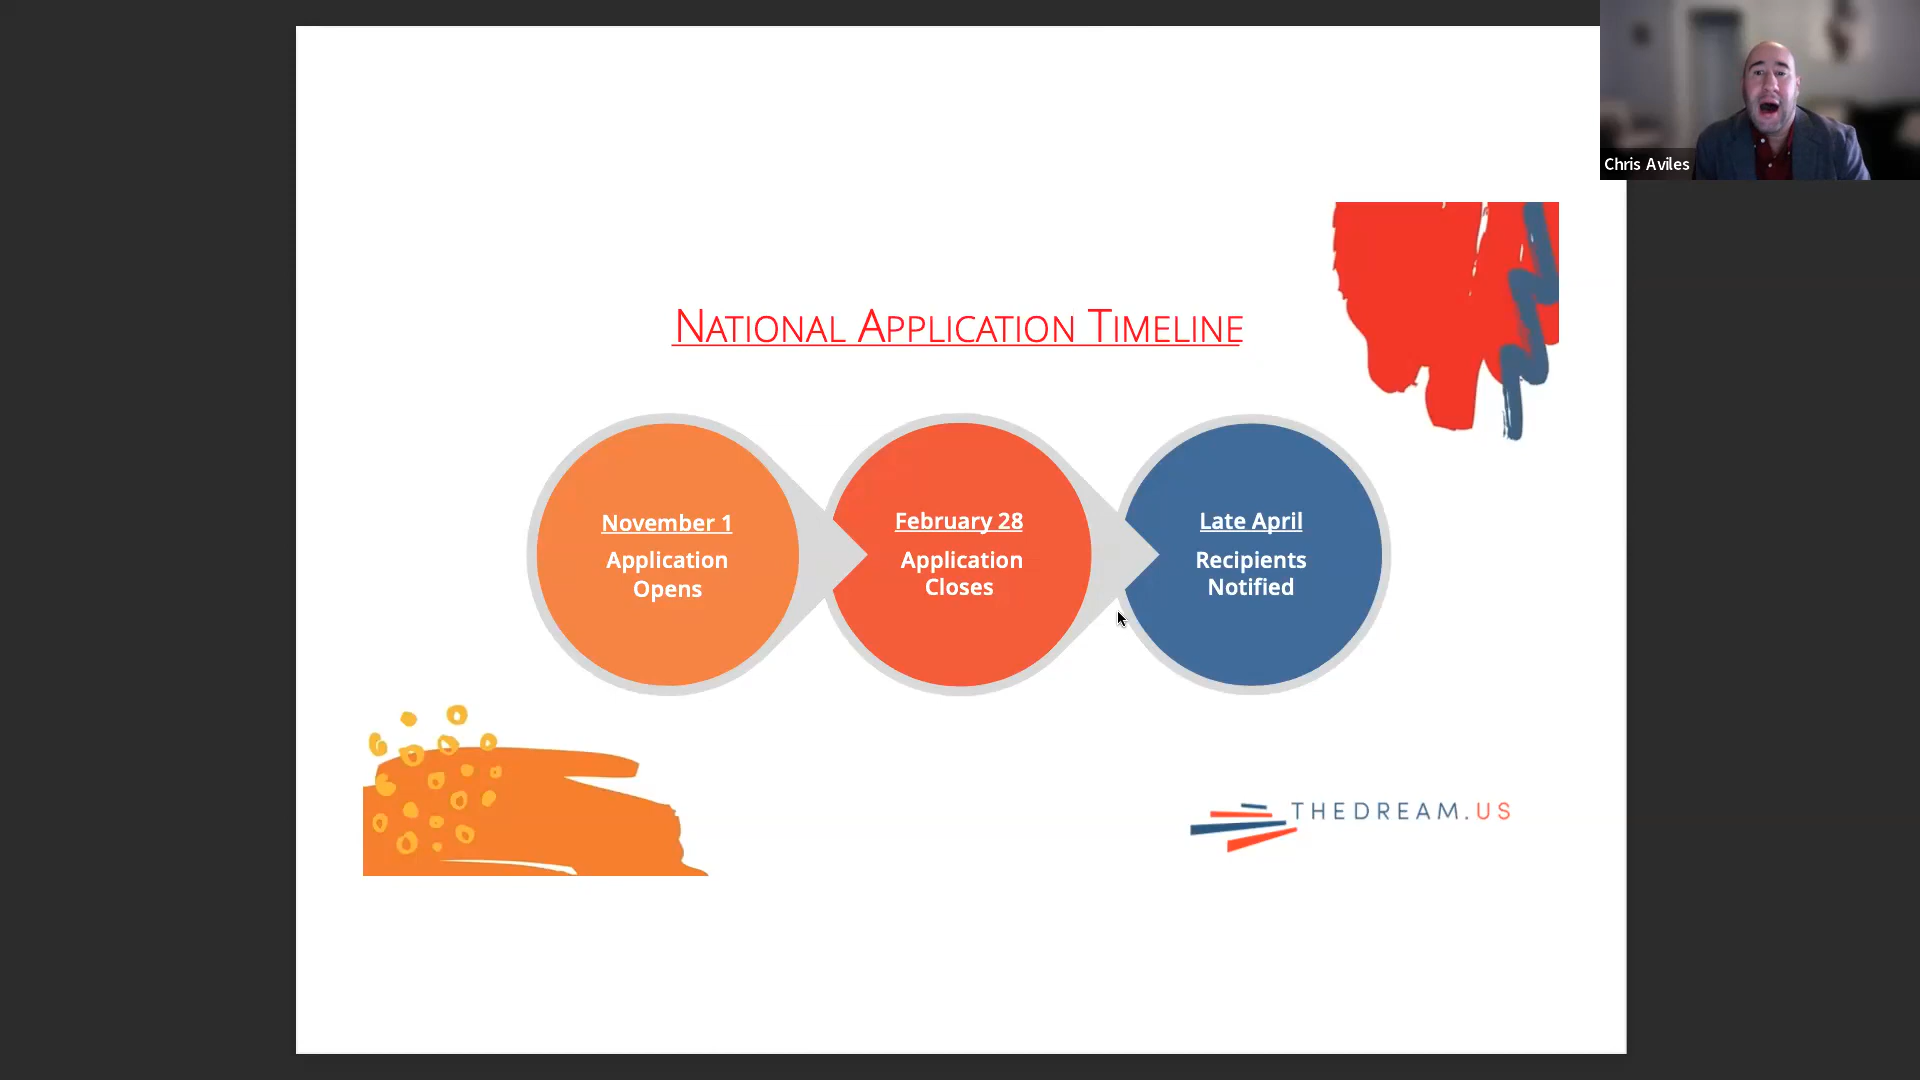 Chris Aviles
NATIONAL APPLICATION TIMELINE
November 1
Application
Opens
February 28
Application
Closes
Late April
Recipients
Notified
THEDREAM.US